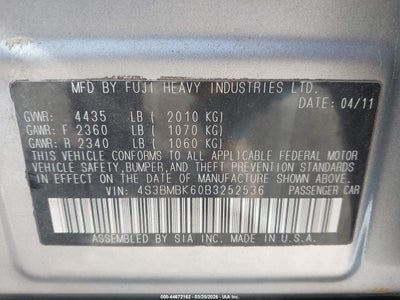 MFD BY FUJI HEAVY INDUSTRIES LTD.
DATE: 04/11
GVWR: 4435 LB ( 2010 KG)
GAWR: F 2360 LB ( 1070 KG)
GAWR: R 2340 LB ( 1060 KG)
THIS VEHICLE CONFORMS TO ALL APPLICABLE FEDERAL MOTOR
VEHICLE SAFETY, BUMPER, AND THEFT PREVENTION STANDARDS
IN EFFECT ON THE DATE OF MANUFACTURE SHOWN ABOVE.
VIN: 4S3BMBK60B3252536 PASSENGER CAR
ASSEMBLED BY SIA INC. MADE IN U.S.A.
000-44672162 - 03/25/2026 - IAA Inc.